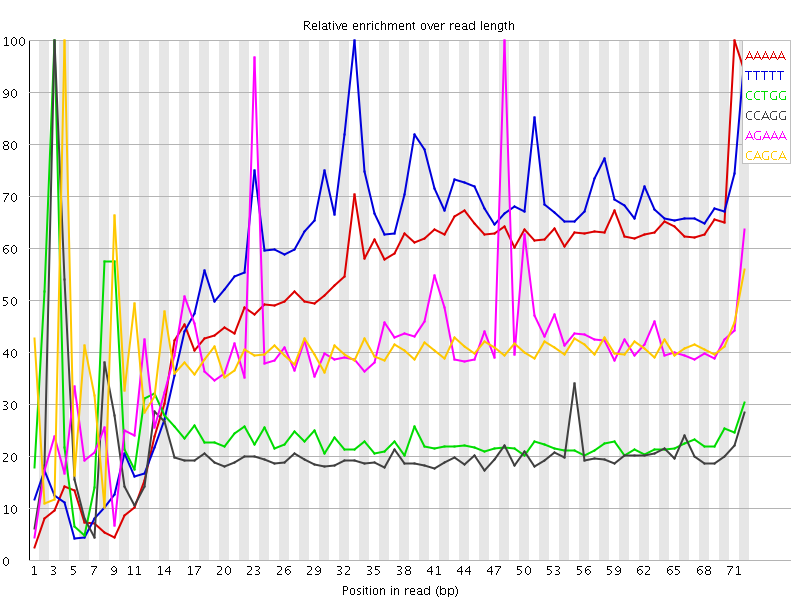 Relative enrichment over read length
100
90
80
70
60
50
40
30
20
10
0
AAAAA
TTTTT
CCTGG
CCAGG
AGAAA
CAGCA
1 3 5 7 9 11 14 17 20 23 26 29 32 35 38 41 44 47 50 53 56 59 62 65 68 71
Position in read (bp)